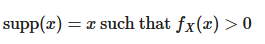 supp(x) = x such that f_X(x) > 0